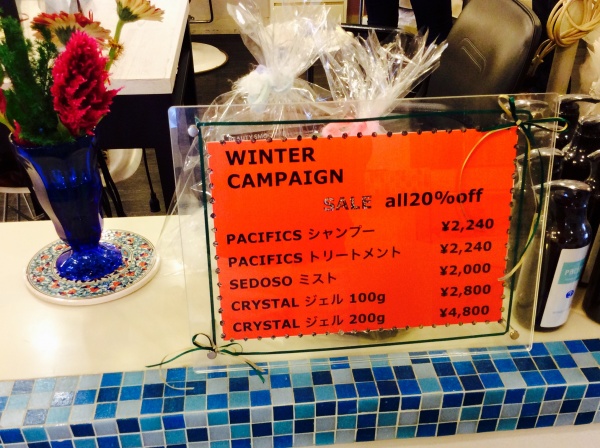 WINTER
CAMPAIGN
SALE all20%off
PACIFICS シャンプー ¥2,240
PACIFICS トリートメント ¥2,240
SEDOSO ミスト ¥2,000
CRYSTAL ジェル 100g ¥2,800
CRYSTAL ジェル 200g ¥4,800